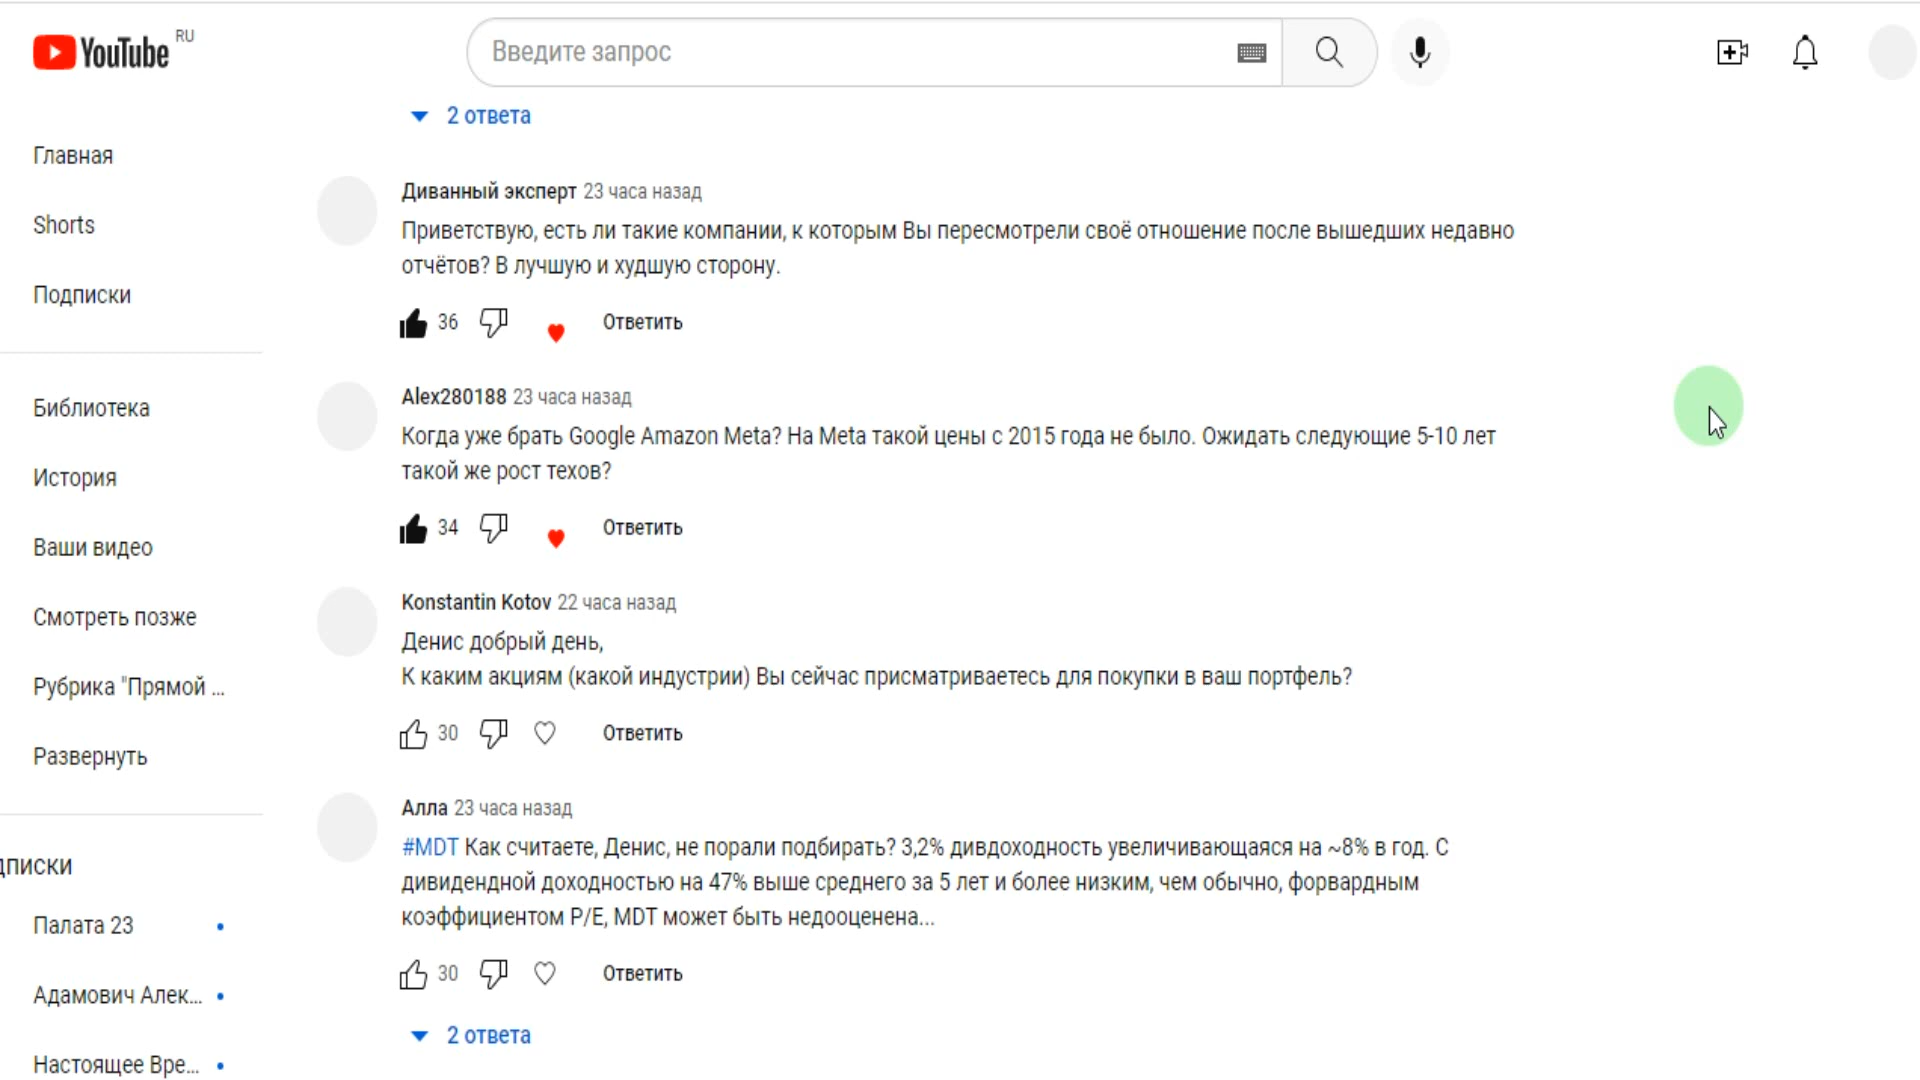 YouTube RU
Введите запрос
Главная
Shorts
Подписки
Библиотека
История
Ваши видео
Смотреть позже
Рубрика "Прямой ...
Развернуть
дписки
Палата 23
Адамович Алек...
Настоящее Вре...
2 ответа
Диванный эксперт 23 часа назад
Приветствую, есть ли такие компании, к которым Вы пересмотрели своё отношение после вышедших недавно
отчётов? В лучшую и худшую сторону.
36 Ответить
Alex280188 23 часа назад
Когда уже брать Google Amazon Meta? На Meta такой цены с 2015 года не было. Ожидать следующие 5-10 лет
такой же рост техов?
34 Ответить
Konstantin Kotov 22 часа назад
Денис добрый день,
К каким акциям (какой индустрии) Вы сейчас присматриваетесь для покупки в ваш портфель?
30 Ответить
Алла 23 часа назад
#MDT Как считаете, Денис, не порали подбирать? 3,2% дивдоходность увеличивающаяся на ~8% в год. С
дивидендной доходностью на 47% выше среднего за 5 лет и более низким, чем обычно, форвардным
коэффициентом P/E, MDT может быть недооценена...
30 Ответить
2 ответа